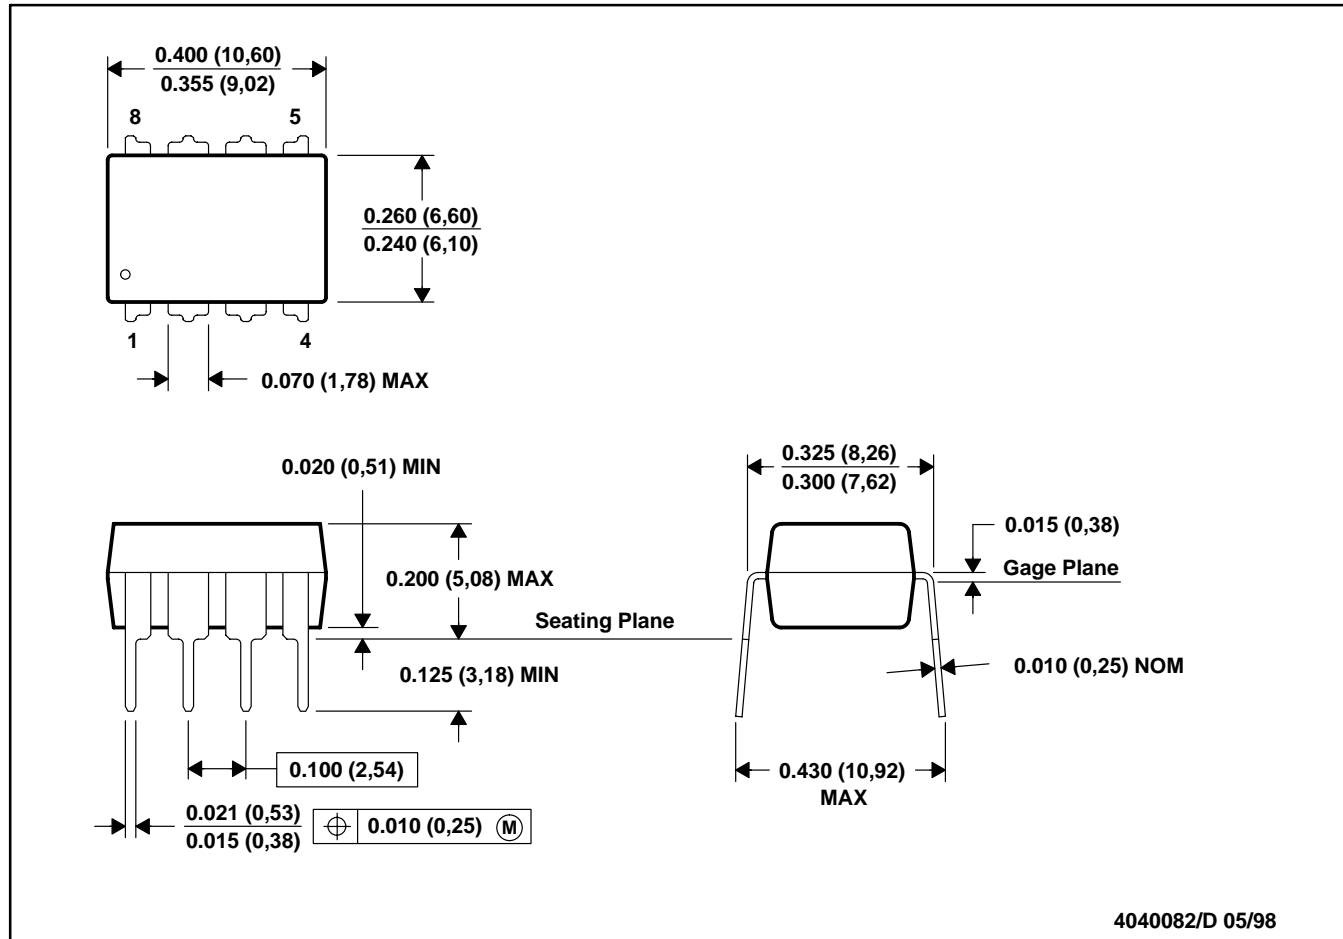 0.400 (10,60)
0.355 (9,02)
8
5
0.260 (6,60)
0.240 (6,10)
1
4
0.070 (1,78) MAX
0.020 (0,51) MIN
0.325 (8,26)
0.300 (7,62)
0.015 (0,38)
Gage Plane
0.200 (5,08) MAX
Seating Plane
0.125 (3,18) MIN
0.010 (0,25) NOM
0.100 (2,54)
0.430 (10,92)
MAX
0.021 (0,53)
0.015 (0,38)
0.010 (0,25) Ⓜ
4040082/D 05/98